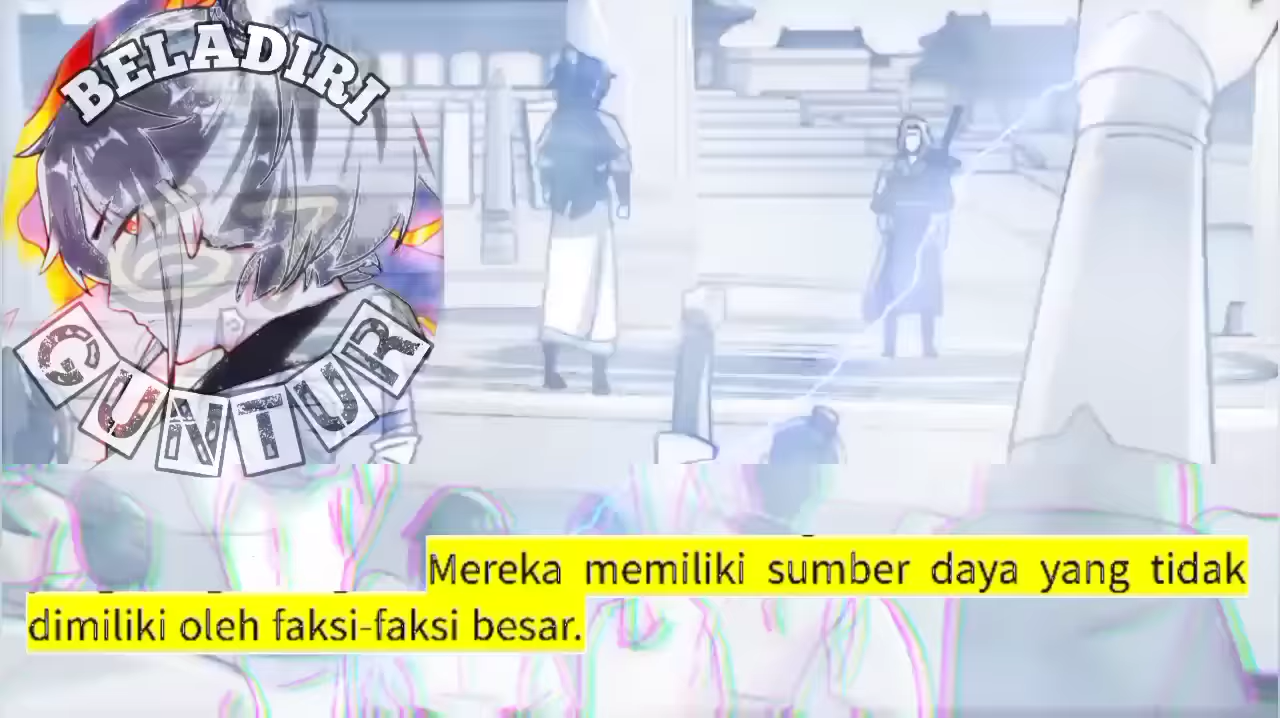 BELADIRI
GUNTUR
Mereka memiliki sumber daya yang tidak
dimiliki oleh faksi-faksi besar.